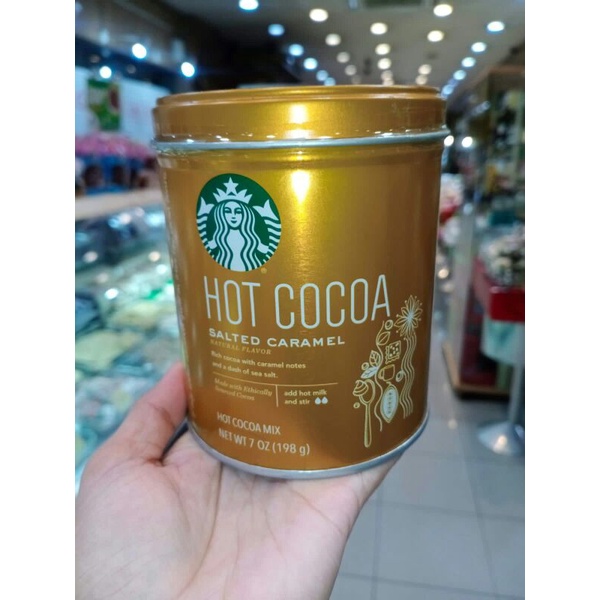 HOT COCOA
SALTED CARAMEL
NATURAL FLAVOR
Rich cocoa with caramel notes
and a dash of sea salt.
Made with Ethically
Sourced Cocoa
add hot milk
and stir
HOT COCOA MIX
NET WT 7 OZ (198 g)